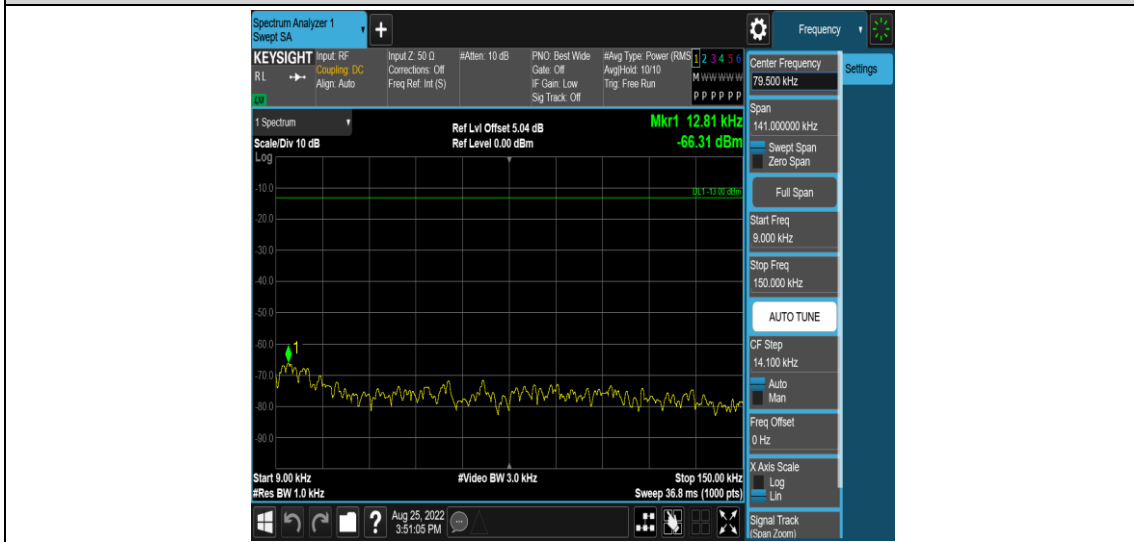 Spectrum Analyzer 1
Swept SA
+
Frequency
KEYSIGHT
RL
LXI
Input: RF
Coupling: DC
Align: Auto
Input Z: 50 Ω
Corrections: Off
Freq Ref: Int (S)
#Atten: 10 dB
PNO: Best Wide
Gate: Off
IF Gain: Low
Sig Track: Off
#Avg Type: Power (RMS
Avg|Hold: 10/10
Trig: Free Run
1 2 3 4 5 6
M W W W W W
P P P P P P
1 Spectrum
Scale/Div 10 dB
Log
Ref Lvl Offset 5.04 dB
Ref Level 0.00 dBm
Mkr1 12.81 kHz
-66.31 dBm
DL1 -13.00 dBm
-10.0
-20.0
-30.0
-40.0
-50.0
-60.0
-70.0
-80.0
-90.0
1
Start 9.00 kHz
#Res BW 1.0 kHz
#Video BW 3.0 kHz
Stop 150.00 kHz
Sweep 36.8 ms (1000 pts)
?
Aug 25, 2022
3:51:05 PM
Center Frequency
79.500 kHz
Settings
Span
141.000000 kHz
Swept Span
Zero Span
Full Span
Start Freq
9.000 kHz
Stop Freq
150.000 kHz
AUTO TUNE
CF Step
14.100 kHz
Auto
Man
Freq Offset
0 Hz
X Axis Scale
Log
Lin
Signal Track
(Span Zoom)